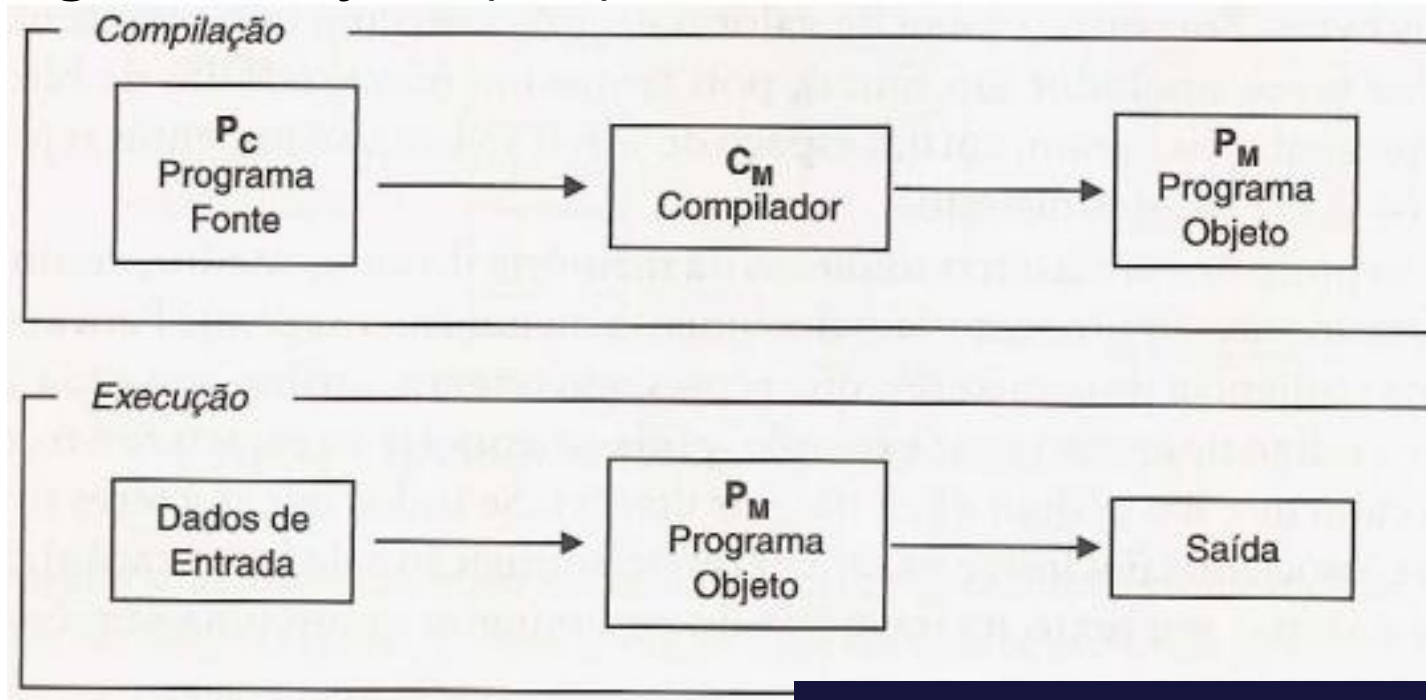 Compilação
P_C
Programa
Fonte
C_M
Compilador
P_M
Programa
Objeto
Execução
Dados de
Entrada
P_M
Programa
Objeto
Saída